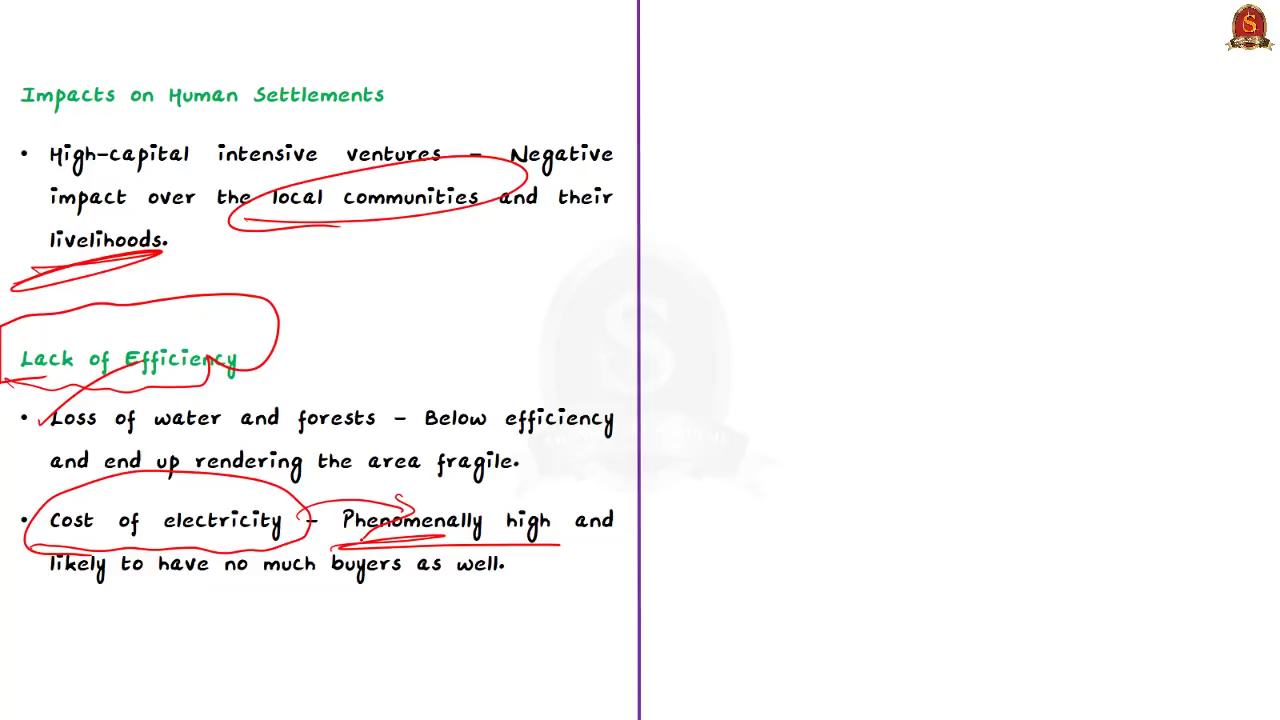 Impacts on Human Settlements
• High-capital intensive ventures - Negative
impact over the local communities and their
livelihoods.
Lack of Efficiency
• Loss of water and forests - Below efficiency
and end up rendering the area fragile.
• Cost of electricity - Phenomenally high and
likely to have no much buyers as well.